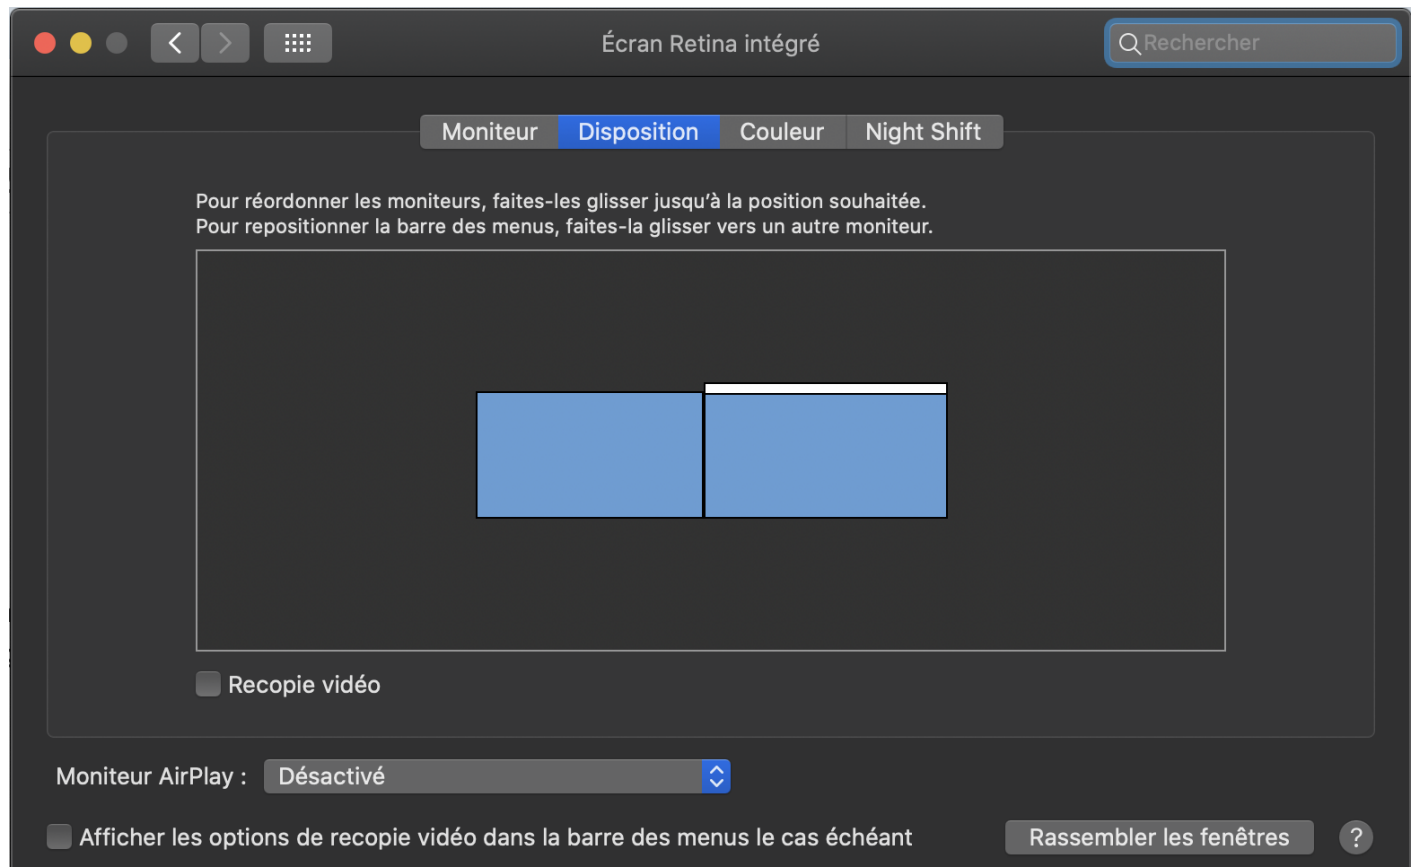 Écran Retina intégré
Rechercher
Moniteur
Disposition
Couleur
Night Shift
Pour réordonner les moniteurs, faites-les glisser jusqu’à la position souhaitée.
Pour repositionner la barre des menus, faites-la glisser vers un autre moniteur.
Recopie vidéo
Moniteur AirPlay :
Désactivé
Afficher les options de recopie vidéo dans la barre des menus le cas échéant
Rassembler les fenêtres
?